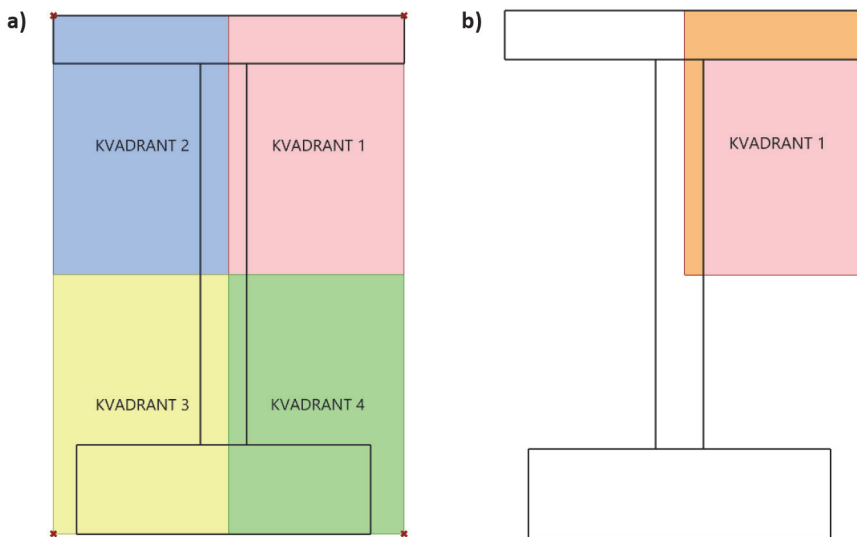 a)
b)
KVADRANT 2
KVADRANT 1
KVADRANT 1
KVADRANT 3
KVADRANT 4